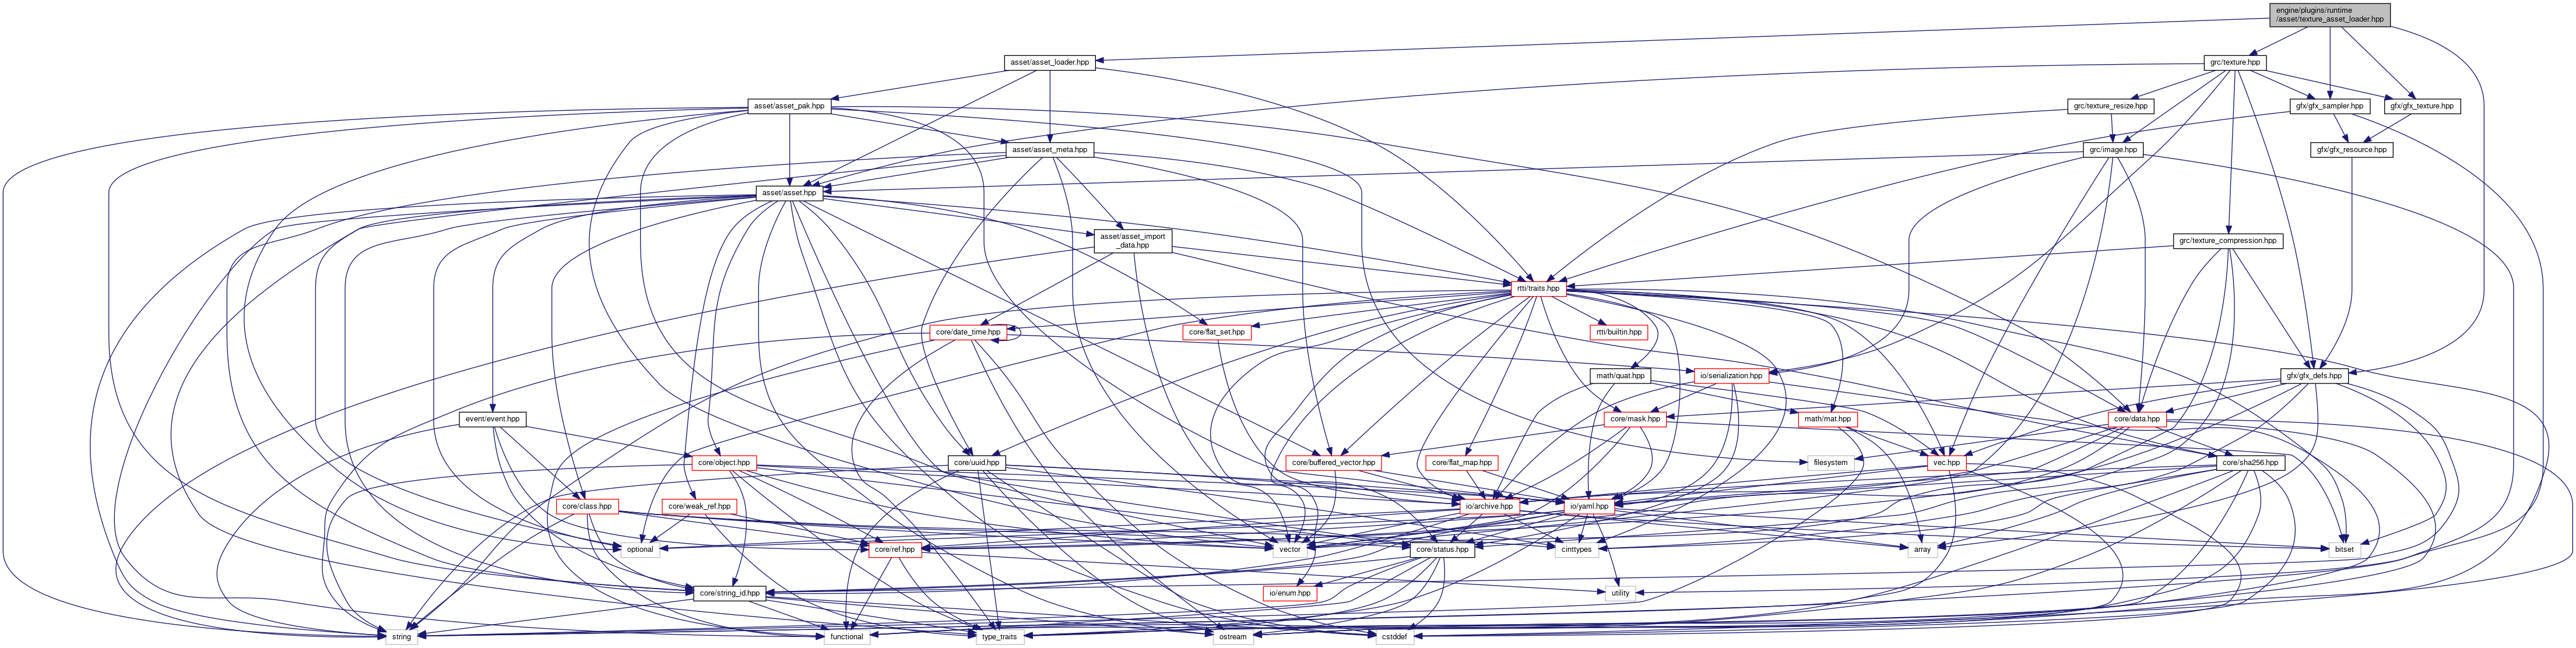 engine/plugins/runtime
/asset/texture_asset_loader.hpp
asset/asset_loader.hpp
grc/texture.hpp
asset/asset_pak.hpp
grc/texture_resize.hpp
gfx/gfx_sampler.hpp
gfx/gfx_texture.hpp
asset/asset_meta.hpp
grc/image.hpp
gfx/gfx_resource.hpp
asset/asset.hpp
asset/asset_import
_data.hpp
grc/texture_compression.hpp
rtti/traits.hpp
core/date_time.hpp
core/flat_set.hpp
rtti/builtin.hpp
math/quat.hpp
io/serialization.hpp
gfx/gfx_defs.hpp
event/event.hpp
core/mask.hpp
math/mat.hpp
core/data.hpp
core/object.hpp
core/uuid.hpp
core/buffered_vector.hpp
core/flat_map.hpp
filesystem
vec.hpp
core/sha256.hpp
core/class.hpp
core/weak_ref.hpp
io/archive.hpp
io/yaml.hpp
optional
core/ref.hpp
vector
core/status.hpp
cinttypes
array
bitset
core/string_id.hpp
io/enum.hpp
utility
string
functional
type_traits
ostream
cstddef